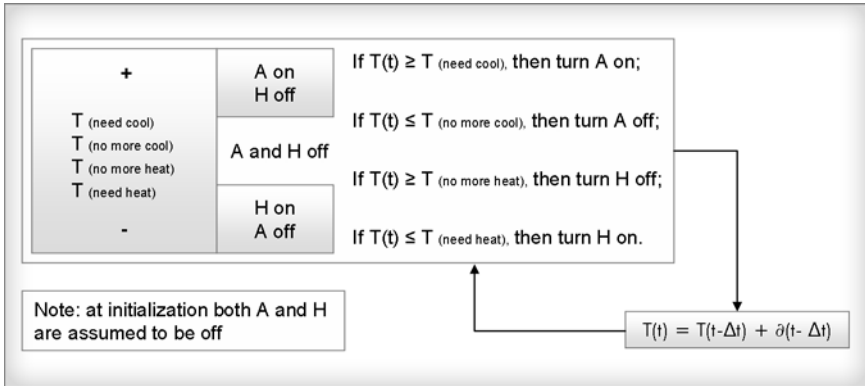 +
T (need cool)
T (no more cool)
T (no more heat)
T (need heat)
-
A on
H off
A and H off
H on
A off
If T(t) ≥ T (need cool), then turn A on;
If T(t) ≤ T (no more cool), then turn A off;
If T(t) ≥ T (no more heat), then turn H off;
If T(t) ≤ T (need heat), then turn H on.
Note: at initialization both A and H
are assumed to be off
T(t) = T(t-Δt) + ∂(t- Δt)